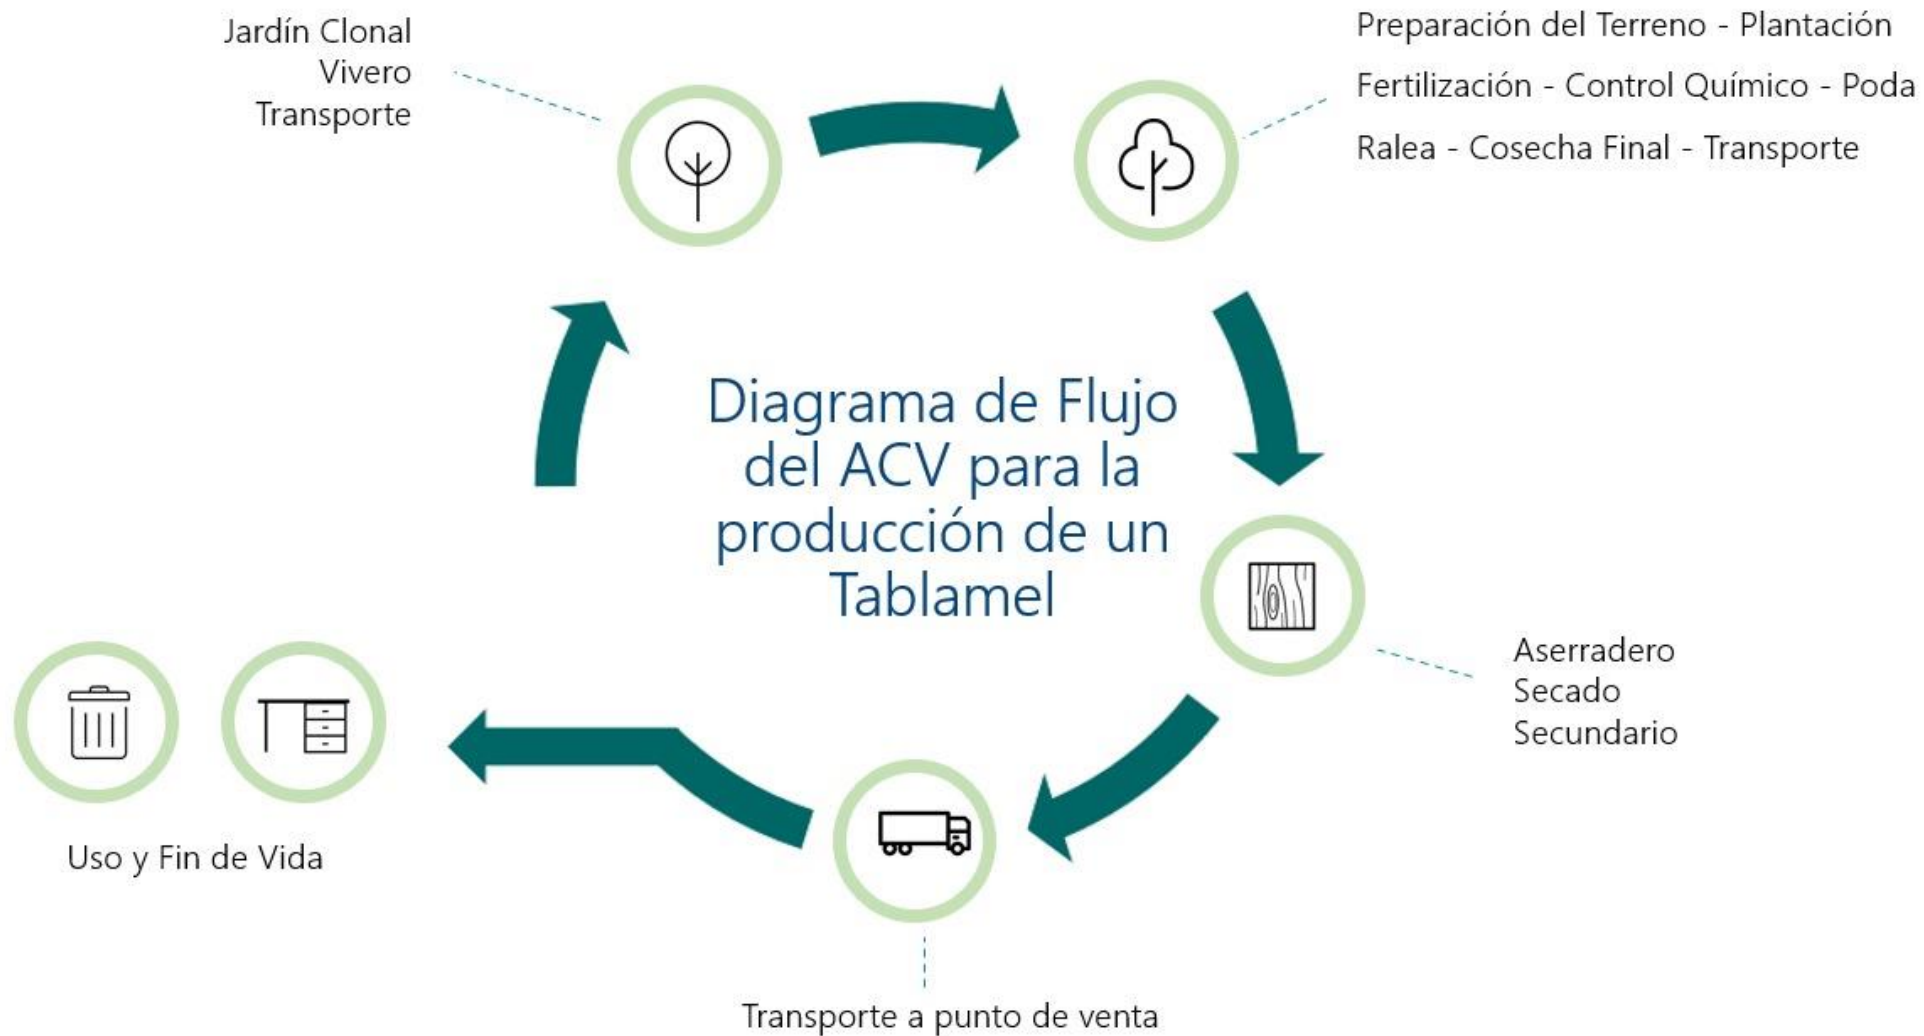 Jardín Clonal
Vivero
Transporte
Preparación del Terreno - Plantación
Fertilización - Control Químico - Poda
Ralea - Cosecha Final - Transporte
Diagrama de Flujo
del ACV para la
producción de un
Tablamel
Aserradero
Secado
Secundario
Uso y Fin de Vida
Transporte a punto de venta